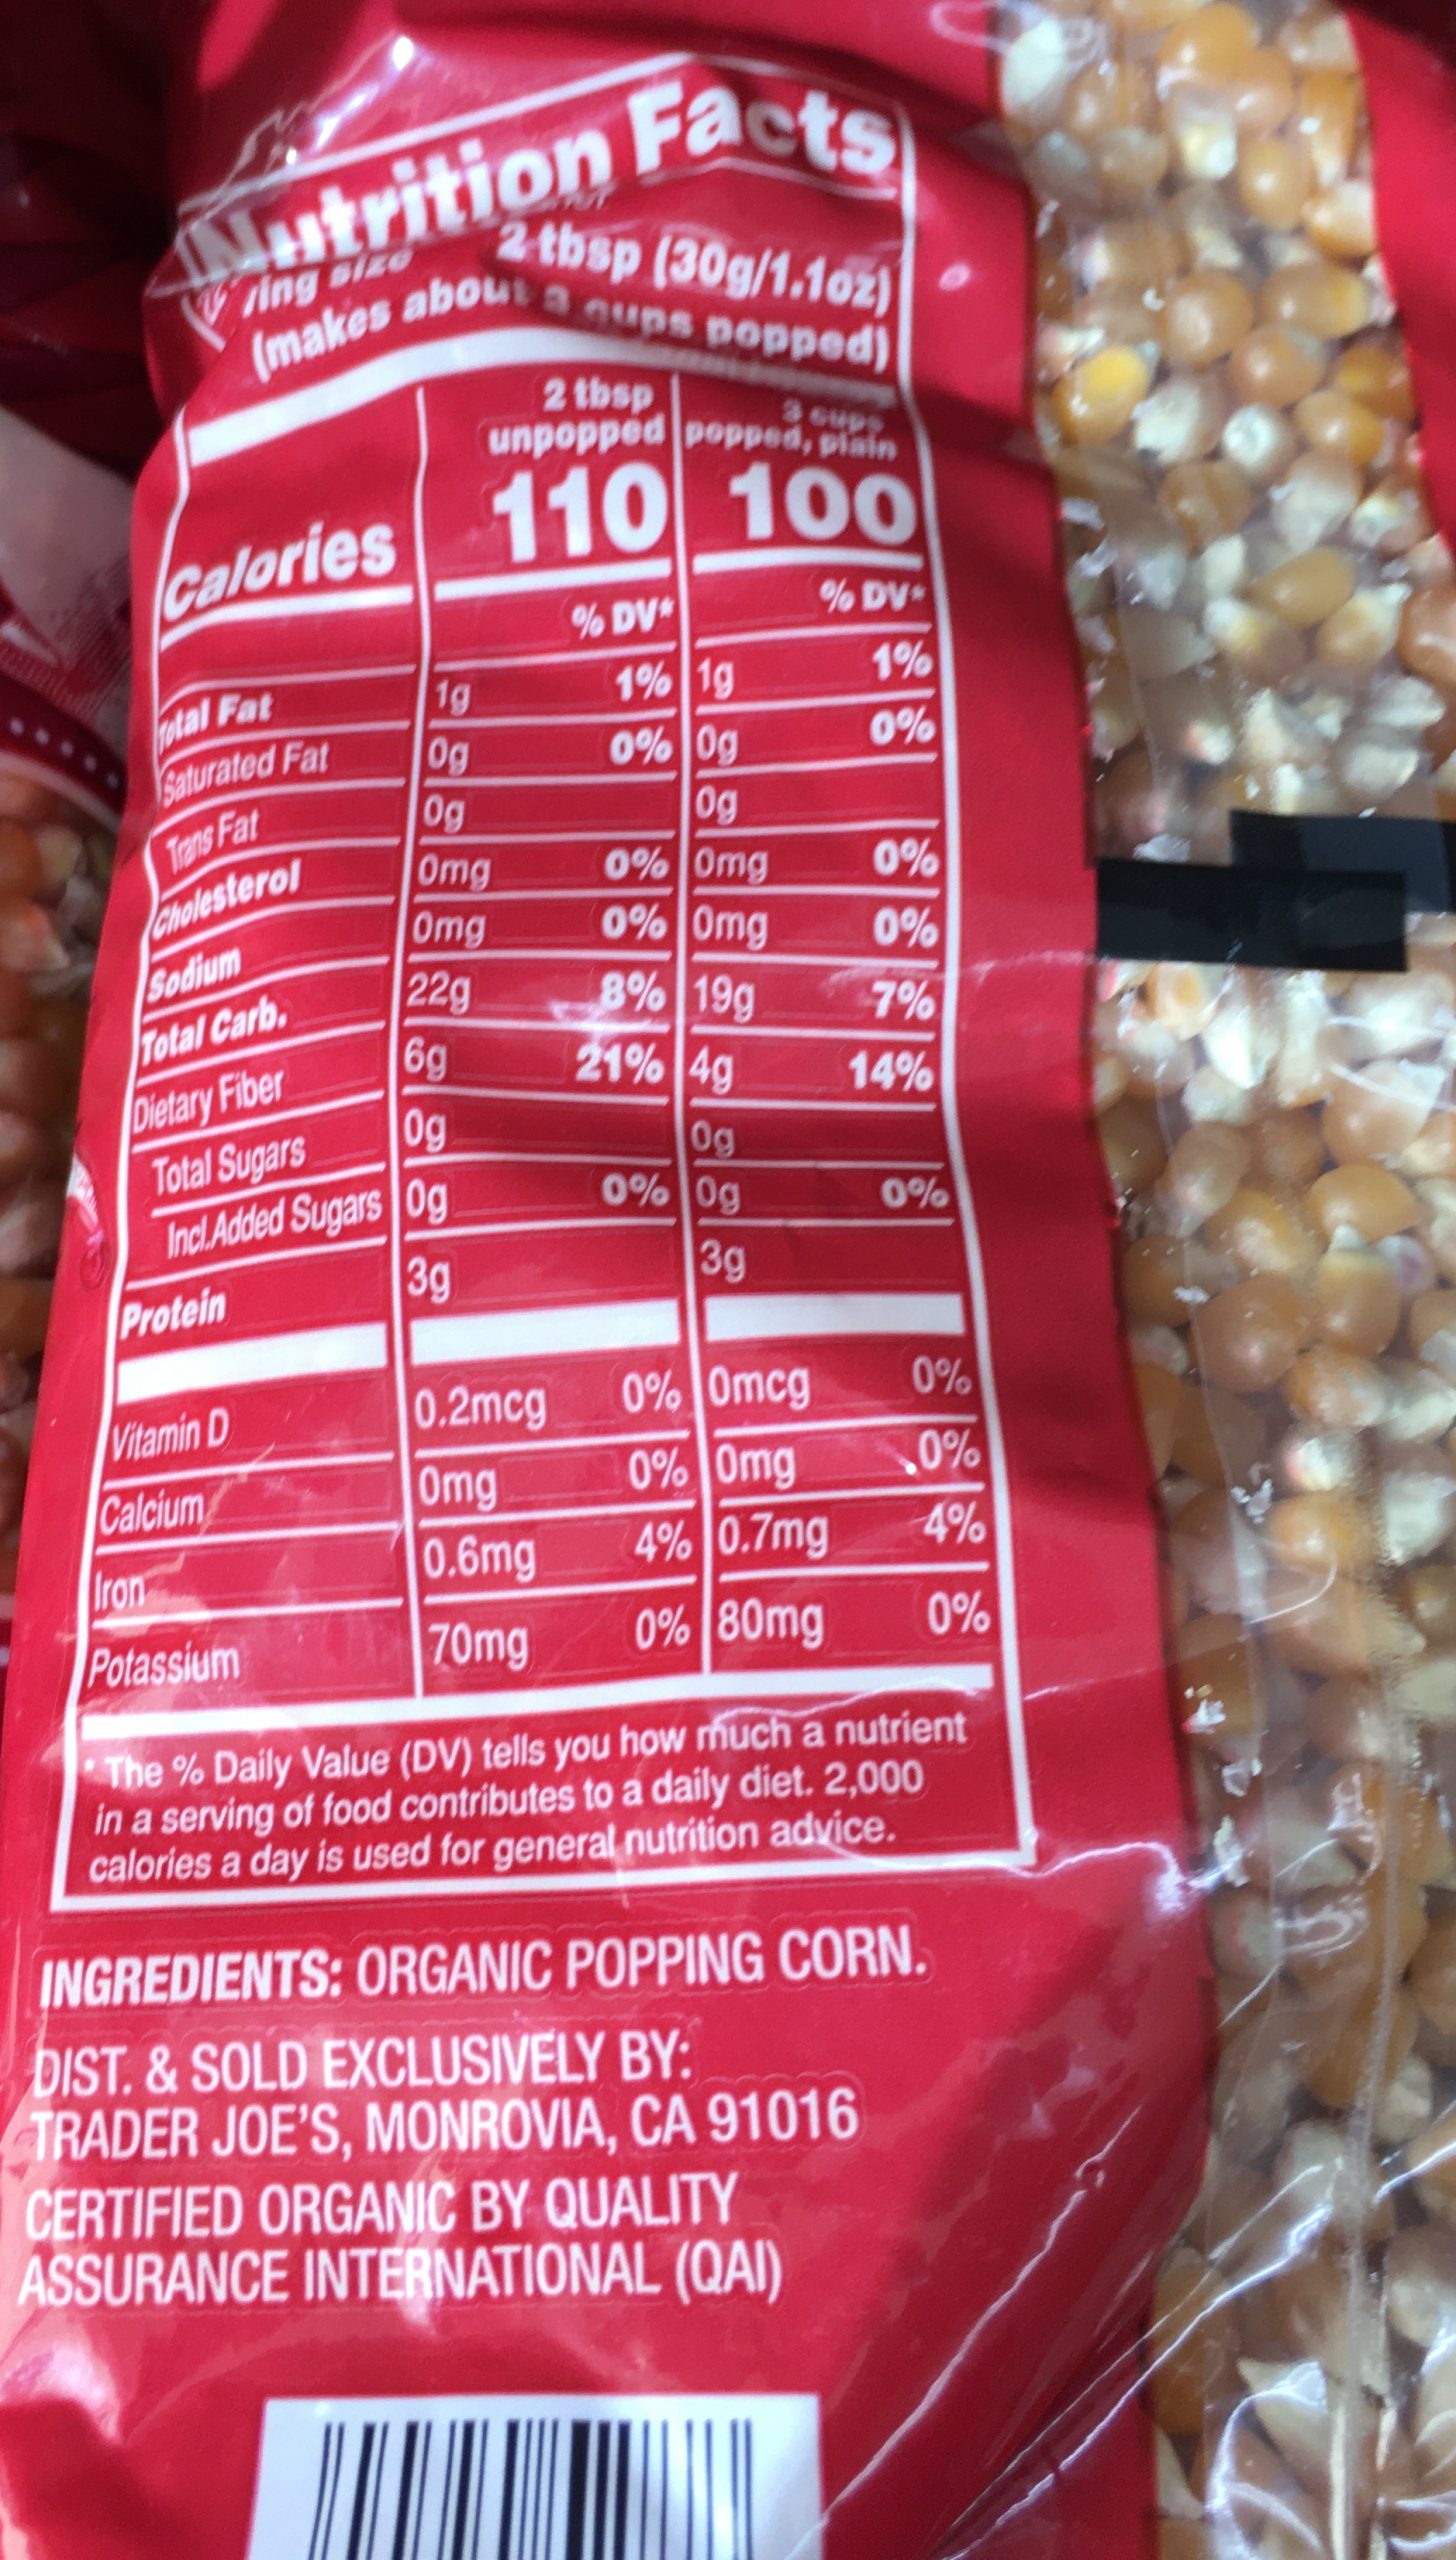 Nutrition Facts
ving size 2 tbsp (30g/1.1oz)
(makes about 3 cups popped)
2 tbsp unpopped 3 cups popped, plain
Calories 110 100
% DV* % DV*
Total Fat 1g 1% 1g 1%
Saturated Fat 0g 0% 0g 0%
Trans Fat 0g 0g
Cholesterol 0mg 0% 0mg 0%
Sodium 0mg 0% 0mg 0%
Total Carb. 22g 8% 19g 7%
Dietary Fiber 6g 21% 4g 14%
Total Sugars 0g 0g
Incl. Added Sugars 0g 0% 0g 0%
Protein 3g 3g
Vitamin D 0.2mcg 0% 0mcg 0%
Calcium 0mg 0% 0mg 0%
Iron 0.6mg 4% 0.7mg 4%
Potassium 70mg 0% 80mg 0%
* The % Daily Value (DV) tells you how much a nutrient
in a serving of food contributes to a daily diet. 2,000
calories a day is used for general nutrition advice.
INGREDIENTS: ORGANIC POPPING CORN.
DIST. & SOLD EXCLUSIVELY BY:
TRADER JOE'S, MONROVIA, CA 91016
CERTIFIED ORGANIC BY QUALITY
ASSURANCE INTERNATIONAL (QAI)